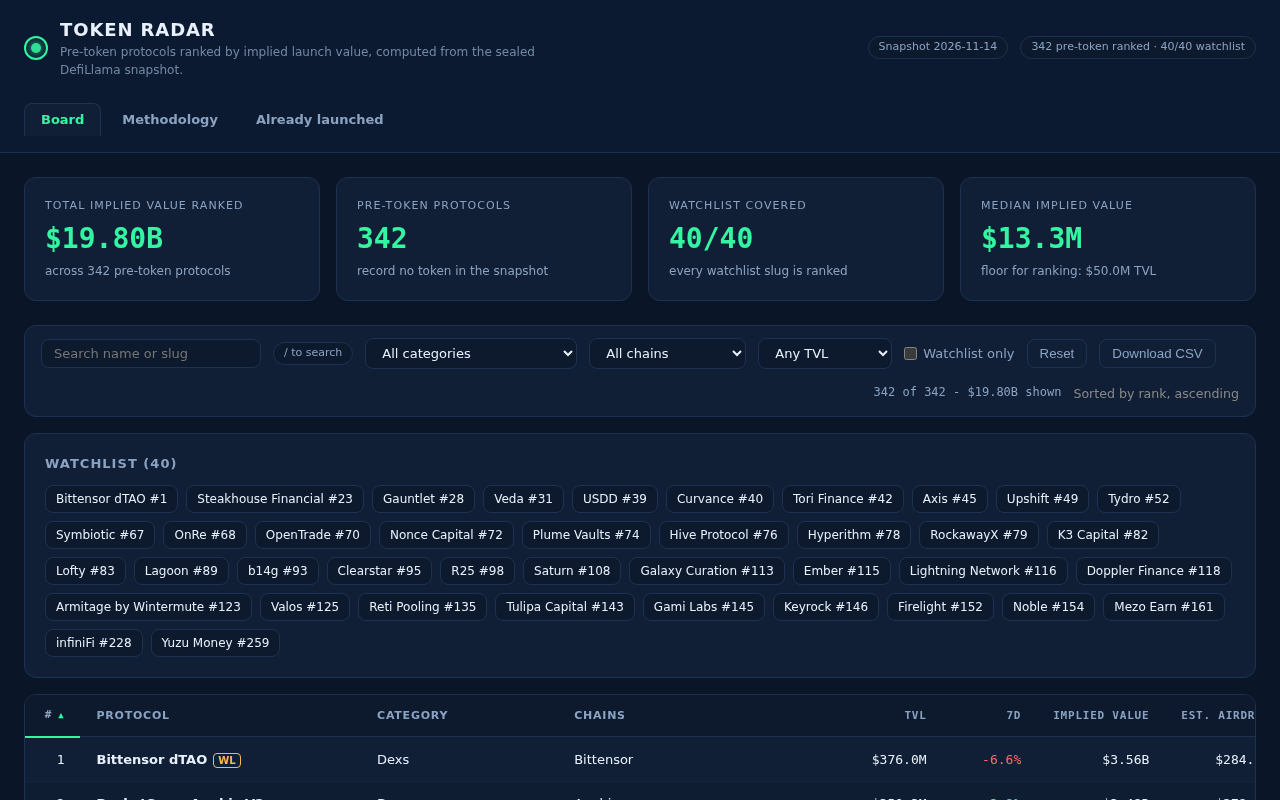 TOKEN RADAR
Pre-token protocols ranked by implied launch value, computed from the sealed
DefiLlama snapshot.
Snapshot 2026-11-14
342 pre-token ranked · 40/40 watchlist
Board
Methodology
Already launched
TOTAL IMPLIED VALUE RANKED
$19.80B
across 342 pre-token protocols
PRE-TOKEN PROTOCOLS
342
record no token in the snapshot
WATCHLIST COVERED
40/40
every watchlist slug is ranked
MEDIAN IMPLIED VALUE
$13.3M
floor for ranking: $50.0M TVL
Search name or slug
/ to search
All categories
All chains
Any TVL
Watchlist only
Reset
Download CSV
342 of 342 - $19.80B shown
Sorted by rank, ascending
WATCHLIST (40)
Bittensor dTAO #1 Steakhouse Financial #23 Gauntlet #28 Veda #31 USDD #39 Curvance #40 Tori Finance #42 Axis #45 Upshift #49 Tydro #52
Symbiotic #67 OnRe #68 OpenTrade #70 Nonce Capital #72 Plume Vaults #74 Hive Protocol #76 Hyperithm #78 RockawayX #79 K3 Capital #82
Lofty #83 Lagoon #89 b14g #93 Clearstar #95 R25 #98 Saturn #108 Galaxy Curation #113 Ember #115 Lightning Network #116 Doppler Finance #118
Armitage by Wintermute #123 Valos #125 Reti Pooling #135 Tulipa Capital #143 Gami Labs #145 Keyrock #146 Firelight #152 Noble #154 Mezo Earn #161
infiniFi #228 Yuzu Money #259
# ▲ PROTOCOL CATEGORY CHAINS TVL 7D IMPLIED VALUE EST. AIRDR
1 Bittensor dTAO WL Dexs Bittensor $376.0M -6.6% $3.56B $284.